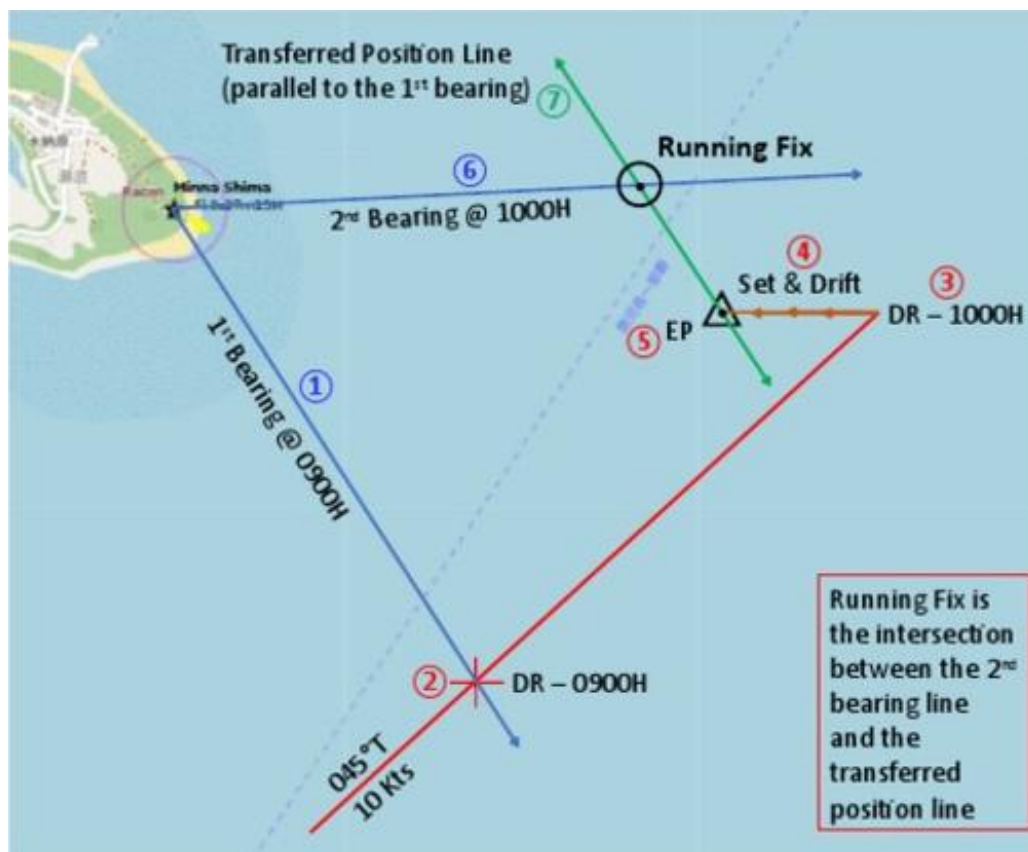 Transferred Position Line
(parallel to the 1st bearing)
⑦
Running Fix
⑥
Racon
Minna Shima
2nd Bearing @ 1000H
④
Set & Drift
③
DR – 1000H
⑤
EP
1st Bearing @ 0900H
①
②
DR – 0900H
045°T
10 Kts
Running Fix is
the intersection
between the 2nd
bearing line
and the
transferred
position line